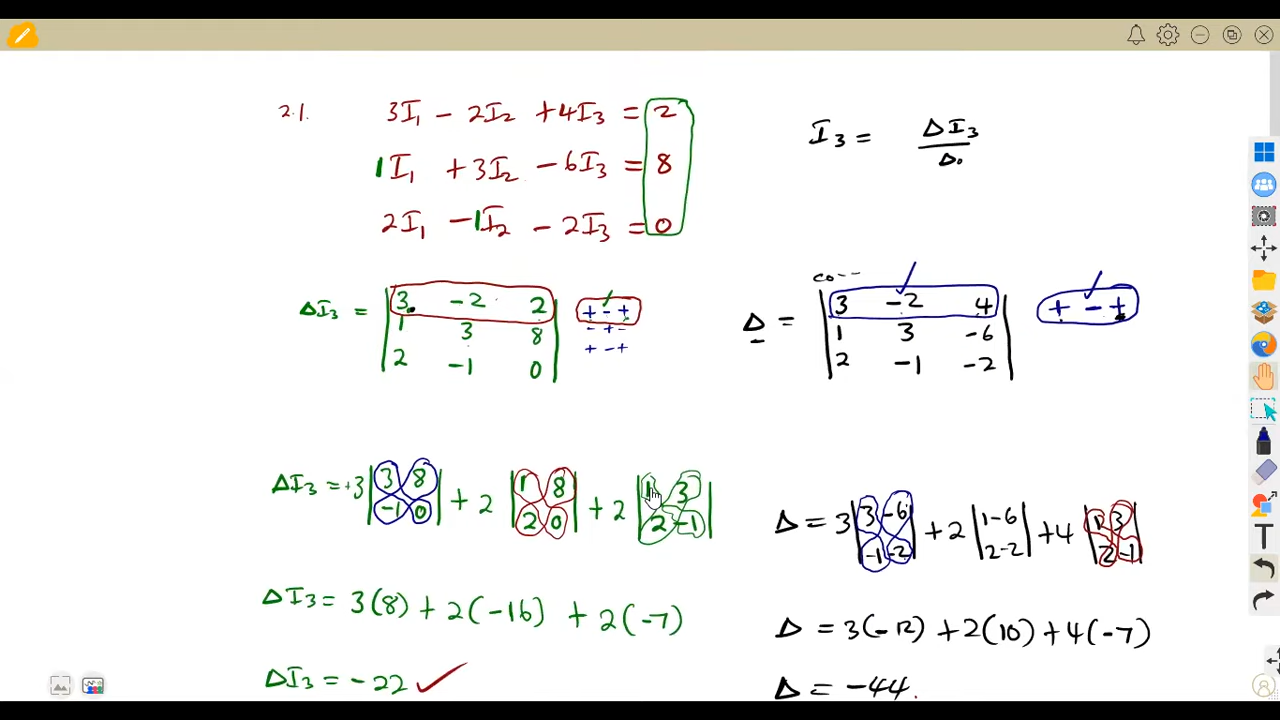 2.1. 3I₁ - 2I₂ + 4I₃ = 2
1I₁ + 3I₂ - 6I₃ = 8
2I₁ - 1I₂ - 2I₃ = 0
I₃ = ΔI₃ / Δ.
ΔI₃ = | 3 -2 2 | + - +
1 3 8 - + -
2 -1 0 + - +
co--
Δ = | 3 -2 4 | + - +
1 3 -6
2 -1 -2
ΔI₃ = +3 |3 8| + 2 |1 8| + 2 |1 3|
-1 0 2 0 2 -1
ΔI₃ = 3(8) + 2(-16) + 2(-7)
ΔI₃ = -22 ✓
Δ = 3 |3 -6| + 2 |1 -6| + 4 |1 3|
-1 -2 2 -2 2 -1
Δ = 3(-12) + 2(10) + 4(-7)
Δ = -44.
T